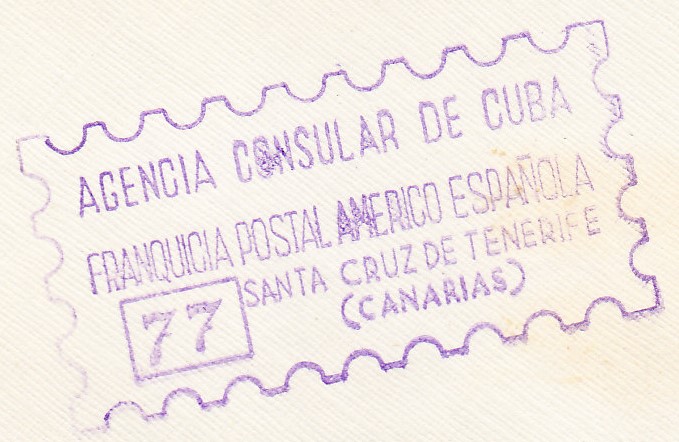 AGENCIA CONSULAR DE CUBA
FRANQUICIA POSTAL AMERICO ESPAÑOLA
SANTA CRUZ DE TENERIFE
77
(CANARIAS)